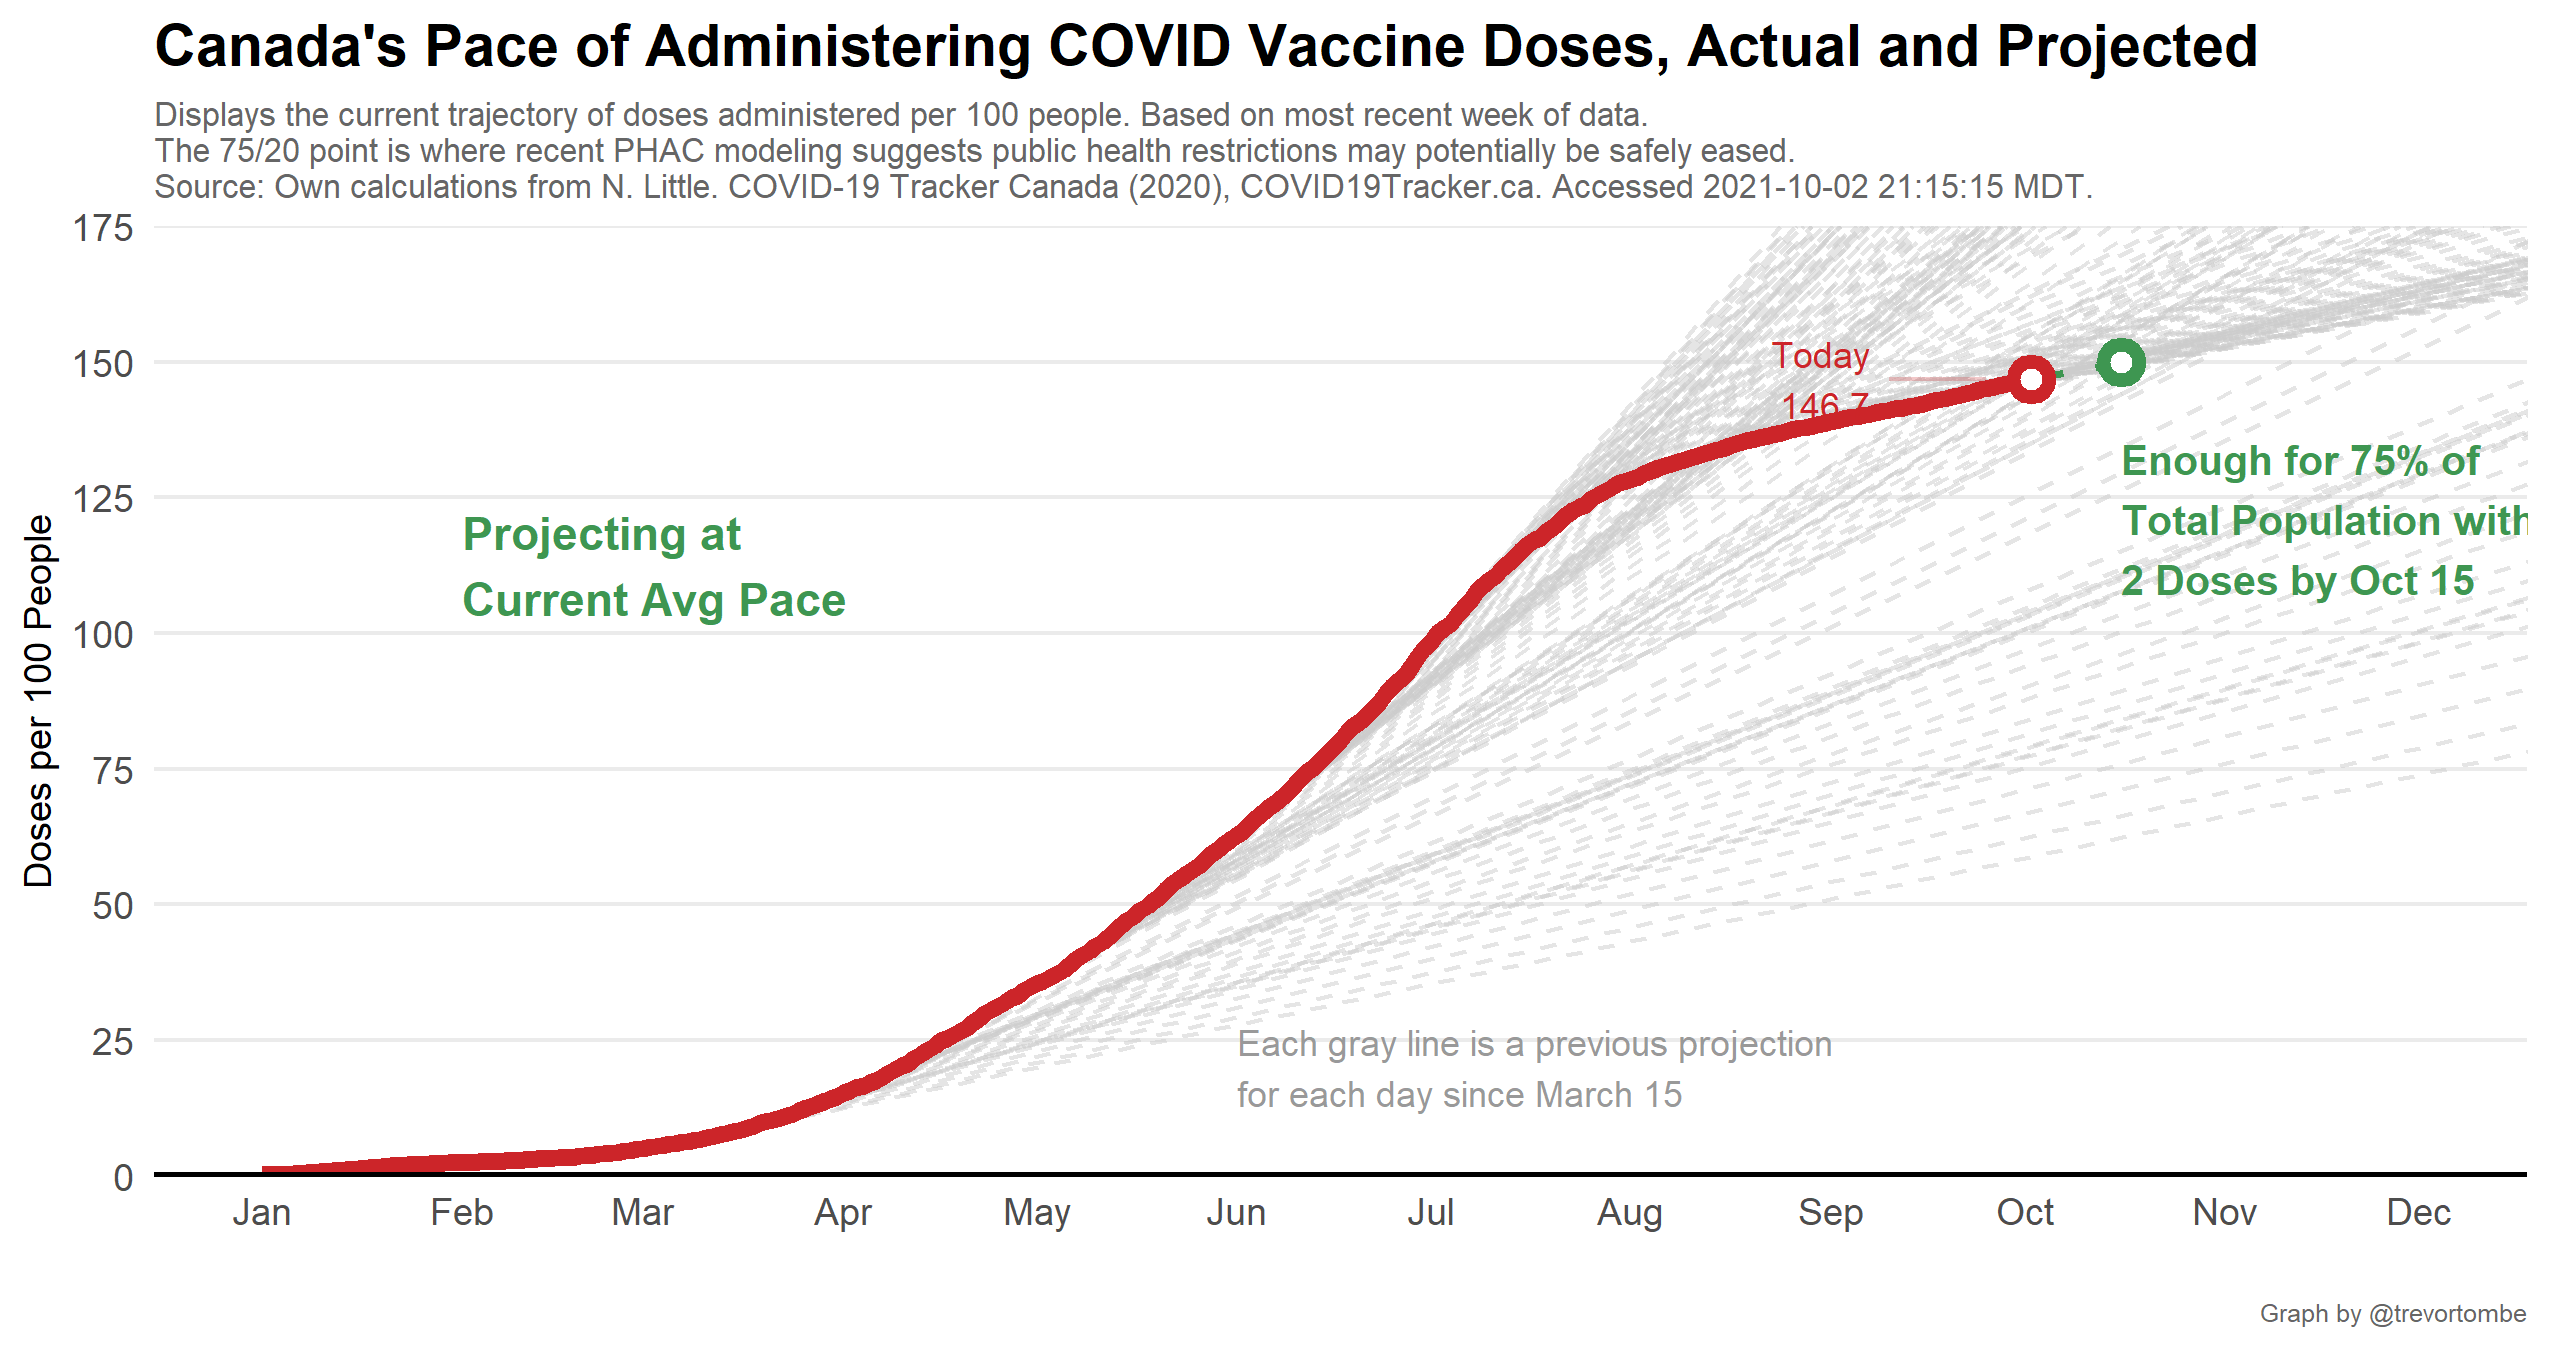 Canada's Pace of Administering COVID Vaccine Doses, Actual and Projected
Displays the current trajectory of doses administered per 100 people. Based on most recent week of data.
The 75/20 point is where recent PHAC modeling suggests public health restrictions may potentially be safely eased.
Source: Own calculations from N. Little. COVID-19 Tracker Canada (2020), COVID19Tracker.ca. Accessed 2021-10-02 21:15:15 MDT.
Doses per 100 People
175
150
125
100
75
50
25
0
Today
146.7
Projecting at
Current Avg Pace
Enough for 75% of
Total Population with
2 Doses by Oct 15
Each gray line is a previous projection
for each day since March 15
Jan Feb Mar Apr May Jun Jul Aug Sep Oct Nov Dec
Graph by @trevortombe